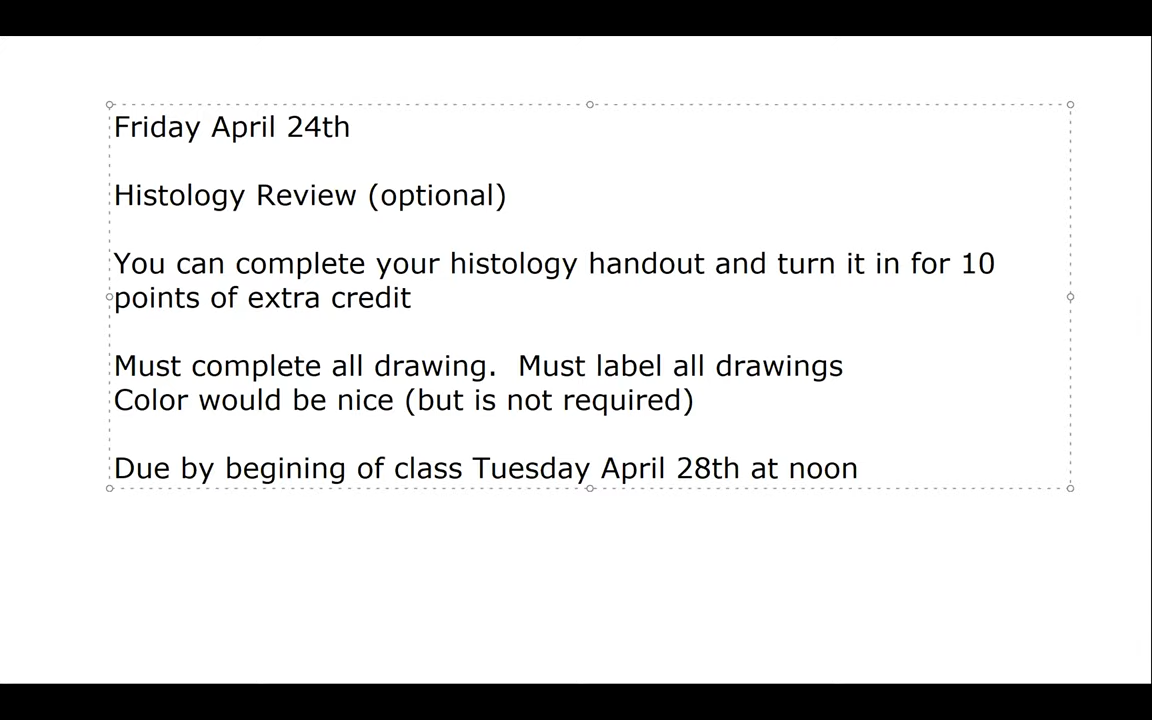 Friday April 24th
Histology Review (optional)
You can complete your histology handout and turn it in for 10
points of extra credit
Must complete all drawing.  Must label all drawings
Color would be nice (but is not required)
Due by begining of class Tuesday April 28th at noon